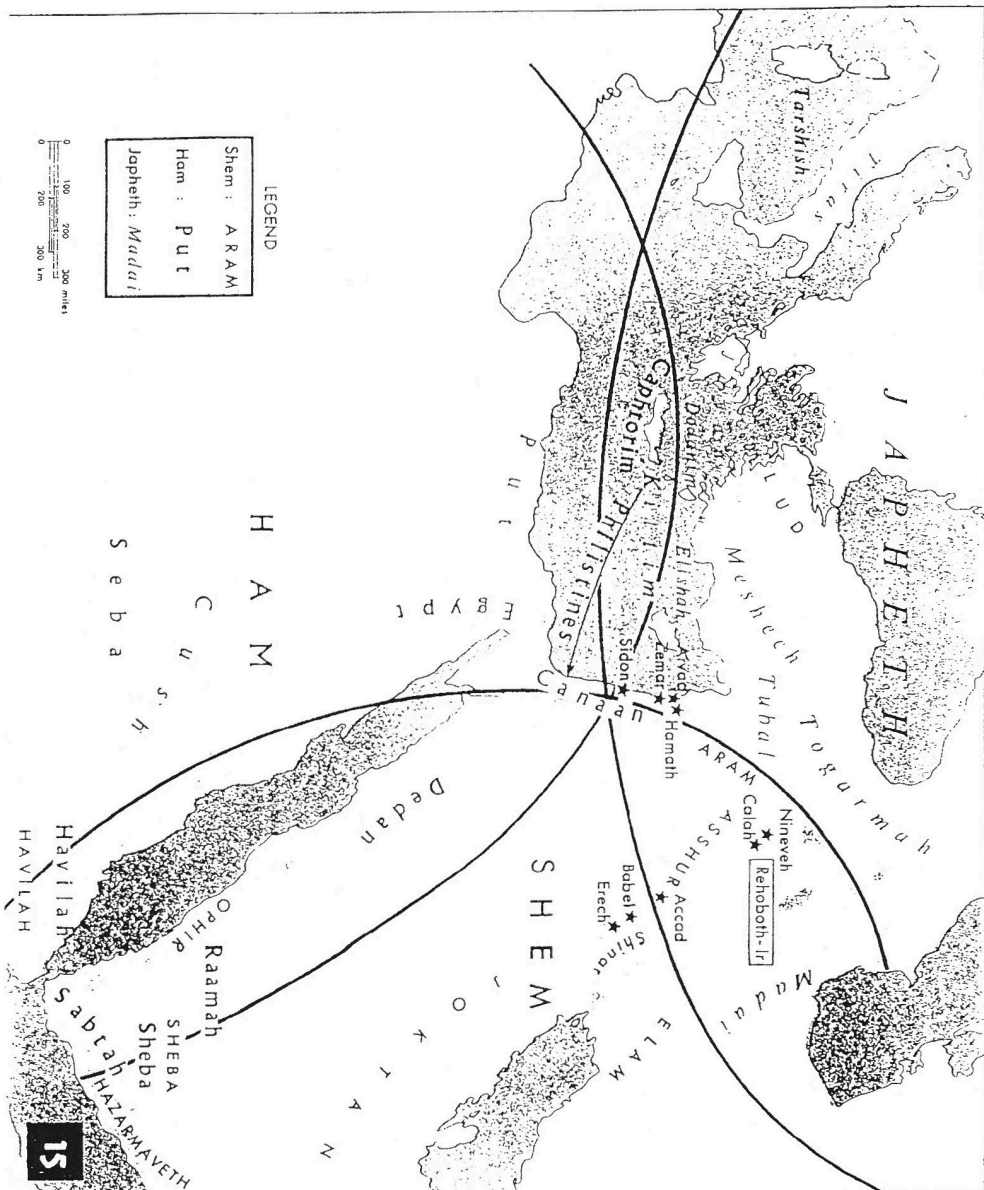 JAPHETH
Tarshish
Tiras
LUD
Meshech
Tubal
Togarmah
Dodanim
Caphtorim
Kittim
Elishah
Philistines
Put
Arvad
Zemar
Sidon
Hamath
Canaan
ARAM
ASSHUR
Nineveh
Calah
Rehoboth-Ir
Accad
Babel
Erech
Shinar
Madai
ELAM
SHEM
JOKTAN
Egypt
HAM
Cush
Seba
Dedan
OPHIR
Raamah
SHEBA
Sheba
Sabtah
HAZARMAVETH
Havilah
HAVILAH
LEGEND
Shem : ARAM
Ham : Put
Japheth : Madai
0 100 200 300 miles
0 200 300 km
15